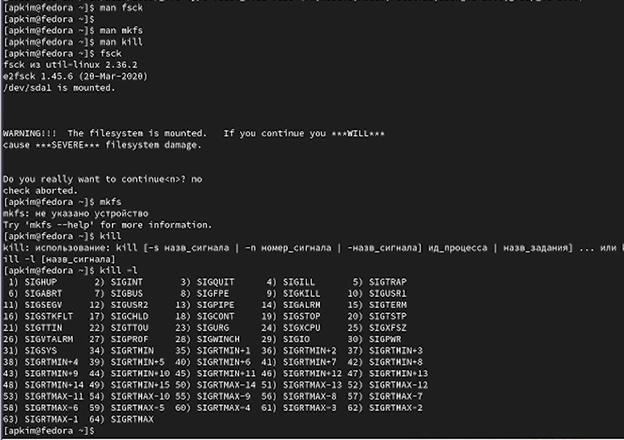 [apkim@fedora ~]$ man fsck
[apkim@fedora ~]$
[apkim@fedora ~]$ man mkfs
[apkim@fedora ~]$ man kill
[apkim@fedora ~]$ fsck
fsck из util-linux 2.36.2
e2fsck 1.45.6 (20-Mar-2020)
/dev/sda1 is mounted.
WARNING!!!  The filesystem is mounted.   If you continue you ***WILL***
cause ***SEVERE*** filesystem damage.
Do you really want to continue<n>? no
check aborted.
[apkim@fedora ~]$ mkfs
mkfs: не указано устройство
Try 'mkfs --help' for more information.
[apkim@fedora ~]$ kill
kill: использование: kill [-s назв_сигнала | -n номер_сигнала | -назв_сигнала] ид_процесса | назв_задания] ... или k
ill -l [назв_сигнала]
[apkim@fedora ~]$ kill -l
 1) SIGHUP       2) SIGINT       3) SIGQUIT      4) SIGILL       5) SIGTRAP
 6) SIGABRT      7) SIGBUS       8) SIGFPE       9) SIGKILL     10) SIGUSR1
11) SIGSEGV     12) SIGUSR2     13) SIGPIPE     14) SIGALRM     15) SIGTERM
16) SIGSTKFLT   17) SIGCHLD     18) SIGCONT     19) SIGSTOP     20) SIGTSTP
21) SIGTTIN     22) SIGTTOU     23) SIGURG      24) SIGXCPU     25) SIGXFSZ
26) SIGVTALRM   27) SIGPROF     28) SIGWINCH    29) SIGIO       30) SIGPWR
31) SIGSYS      34) SIGRTMIN    35) SIGRTMIN+1  36) SIGRTMIN+2  37) SIGRTMIN+3
38) SIGRTMIN+4  39) SIGRTMIN+5  40) SIGRTMIN+6  41) SIGRTMIN+7  42) SIGRTMIN+8
43) SIGRTMIN+9  44) SIGRTMIN+10 45) SIGRTMIN+11 46) SIGRTMIN+12 47) SIGRTMIN+13
48) SIGRTMIN+14 49) SIGRTMIN+15 50) SIGRTMAX-14 51) SIGRTMAX-13 52) SIGRTMAX-12
53) SIGRTMAX-11 54) SIGRTMAX-10 55) SIGRTMAX-9  56) SIGRTMAX-8  57) SIGRTMAX-7
58) SIGRTMAX-6  59) SIGRTMAX-5  60) SIGRTMAX-4  61) SIGRTMAX-3  62) SIGRTMAX-2
63) SIGRTMAX-1  64) SIGRTMAX
[apkim@fedora ~]$